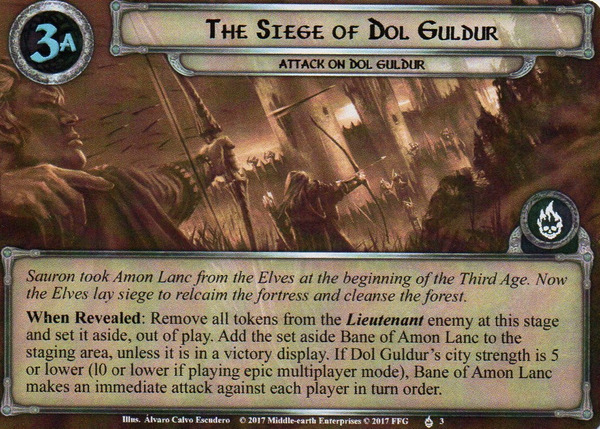 3A
The Siege of Dol Guldur
Attack on Dol Guldur
Sauron took Amon Lanc from the Elves at the beginning of the Third Age. Now
the Elves lay siege to relcaim the fortress and cleanse the forest.
When Revealed: Remove all tokens from the Lieutenant enemy at this stage
and set it aside, out of play. Add the set aside Bane of Amon Lanc to the
staging area, unless it is in a victory display. If Dol Guldur's city strength is 5
or lower (10 or lower if playing epic multiplayer mode), Bane of Amon Lanc
makes an immediate attack against each player in turn order.
Illus. Álvaro Calvo Escudero © 2017 Middle-earth Enterprises © 2017 FFG 3